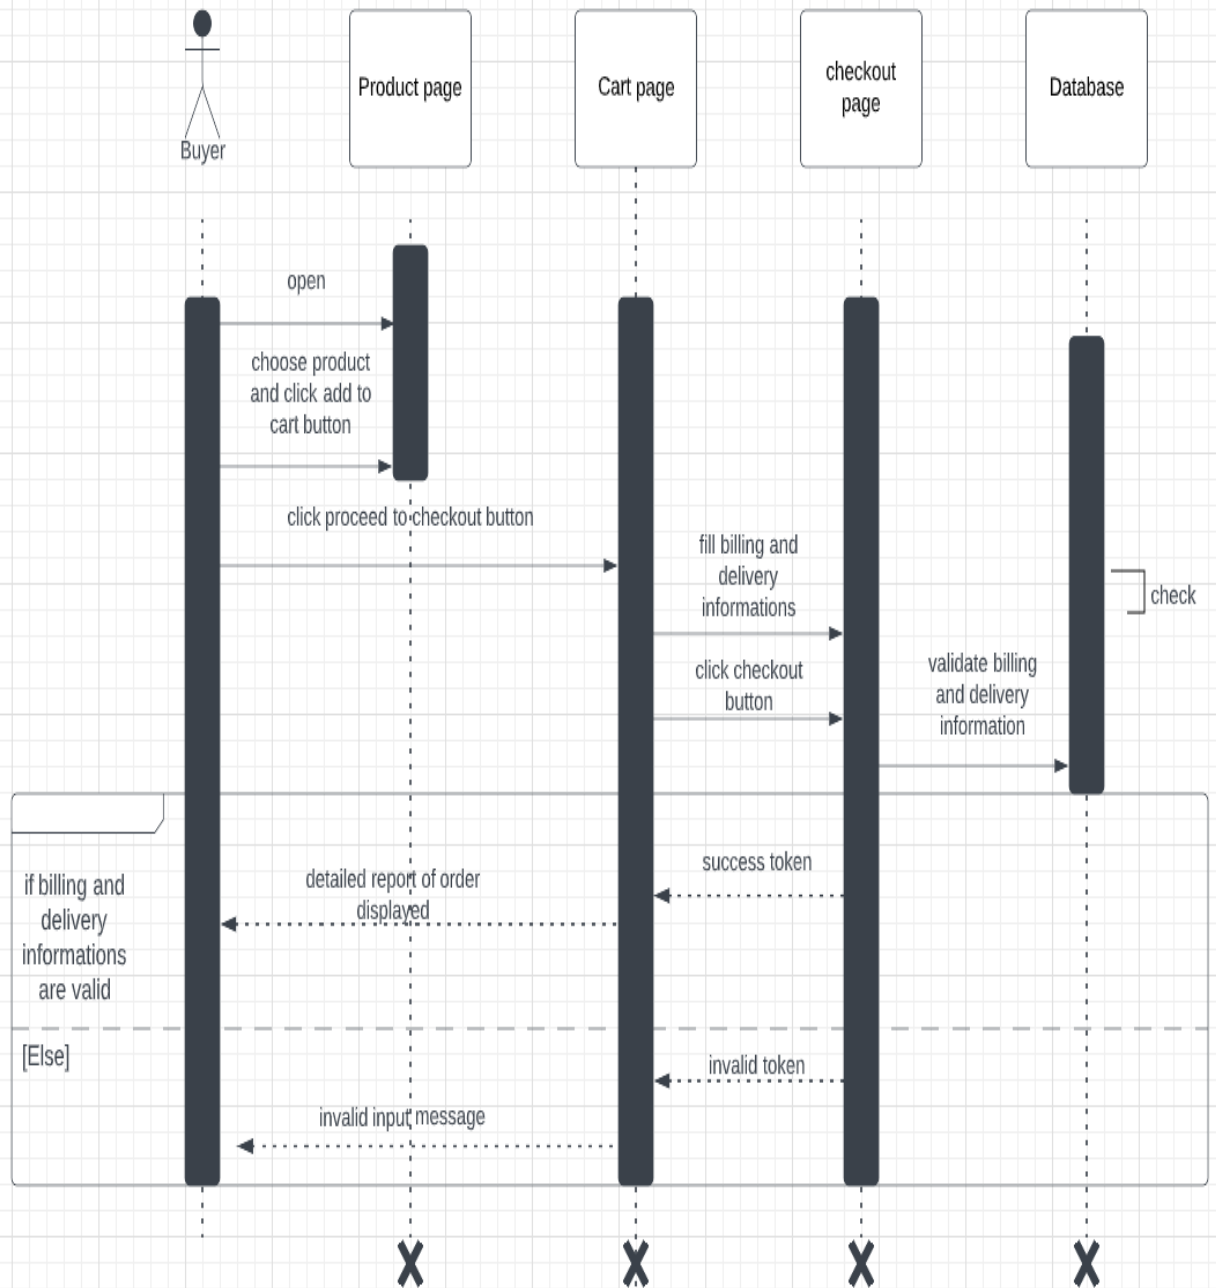 Buyer
Product page
Cart page
checkout
page
Database
open
choose product
and click add to
cart button
click proceed to checkout button
fill billing and
delivery
informations
check
click checkout
button
validate billing
and delivery
information
if billing and
delivery
informations
are valid
success token
detailed report of order
displayed
[Else]
invalid token
invalid input message